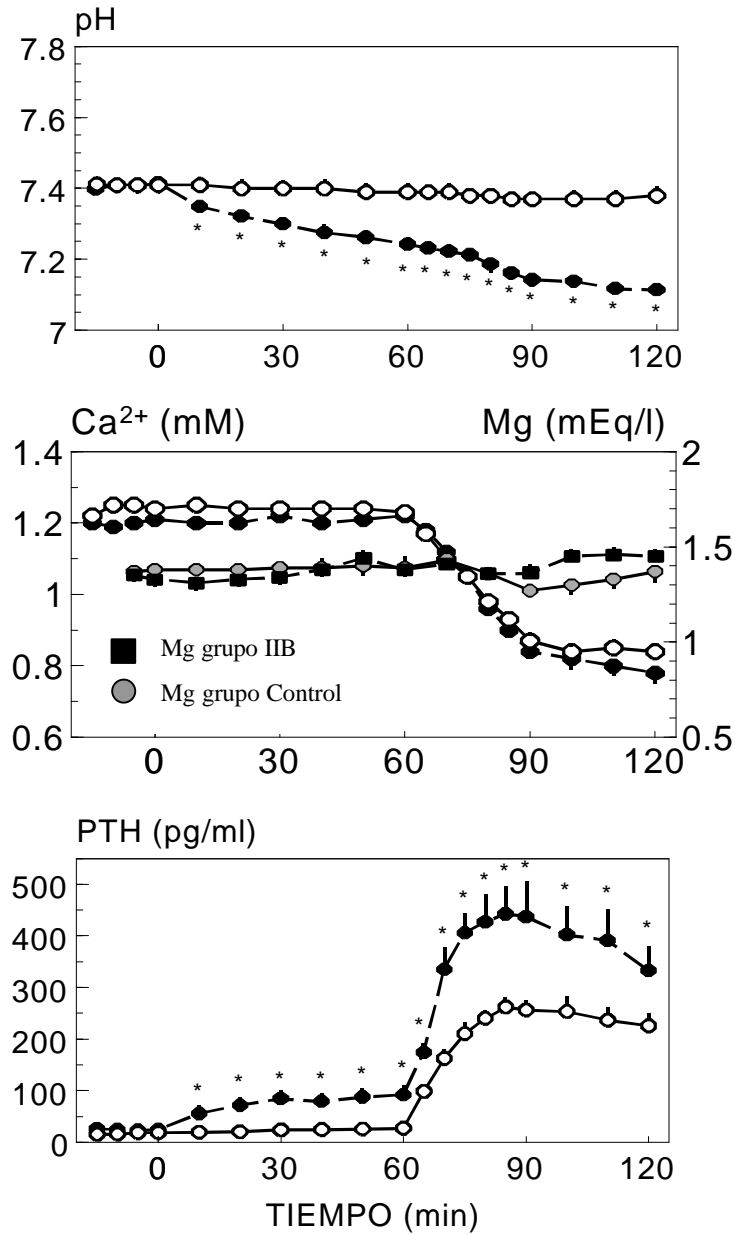 pH
7.8
7.6
7.4
7.2
7
* * * * * * * * * * * * * * *
0 30 60 90 120
Ca²⁺ (mM) Mg (mEq/l)
1.4 2
1.2
1.5
1
Mg grupo IIB
1
0.8
Mg grupo Control
0.6 0.5
0 30 60 90 120
PTH (pg/ml)
500
400
300
200
100
0
* * * * * * * * * * * * * * *
0 30 60 90 120
TIEMPO (min)